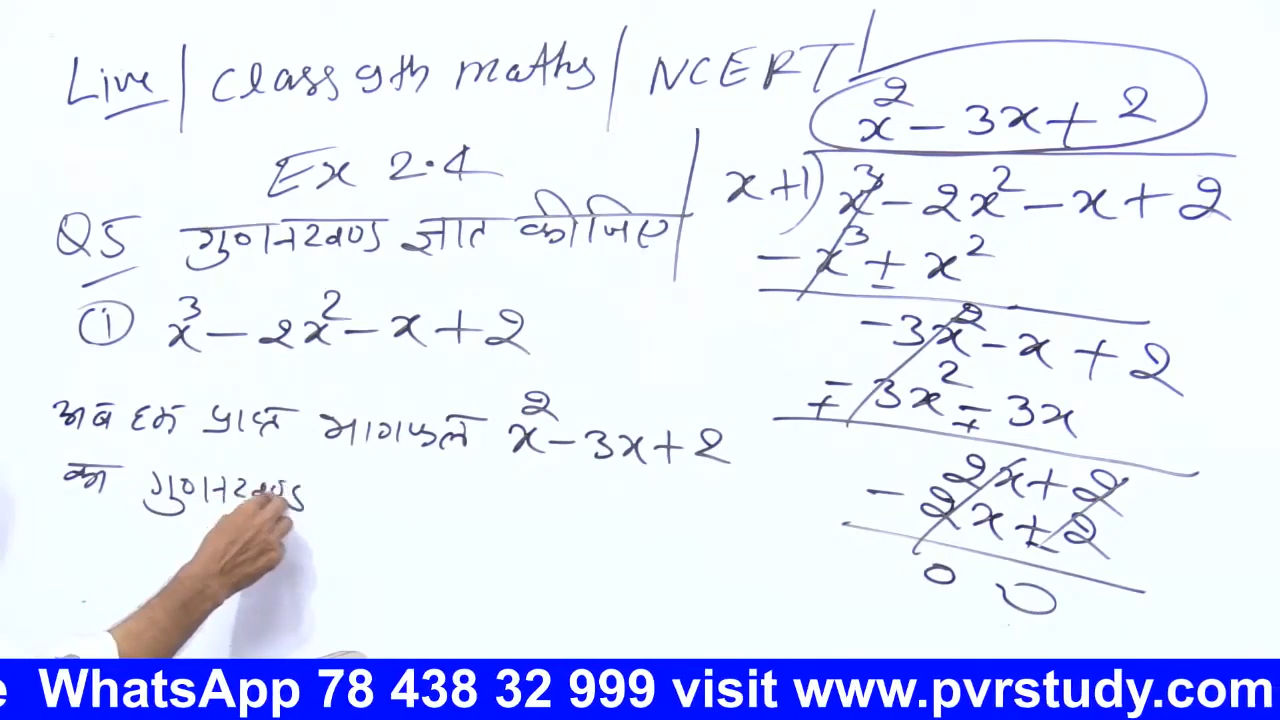 Live / Class 9th maths / NCERT /
Ex 2.4
Q5 गुणनखण्ड ज्ञात कीजिए
① x³ - 2x² - x + 2
अब हम प्राप्त भागफल x² - 3x + 2
का गुणनखण्ड
x² - 3x + 2
x + 1) x³ - 2x² - x + 2
- x³ ± x²
-3x² - x + 2
∓ 3x² ∓ 3x
2x + 2
- 2x ± 2
0 0
e WhatsApp 78 438 32 999 visit www.pvrstudy.com